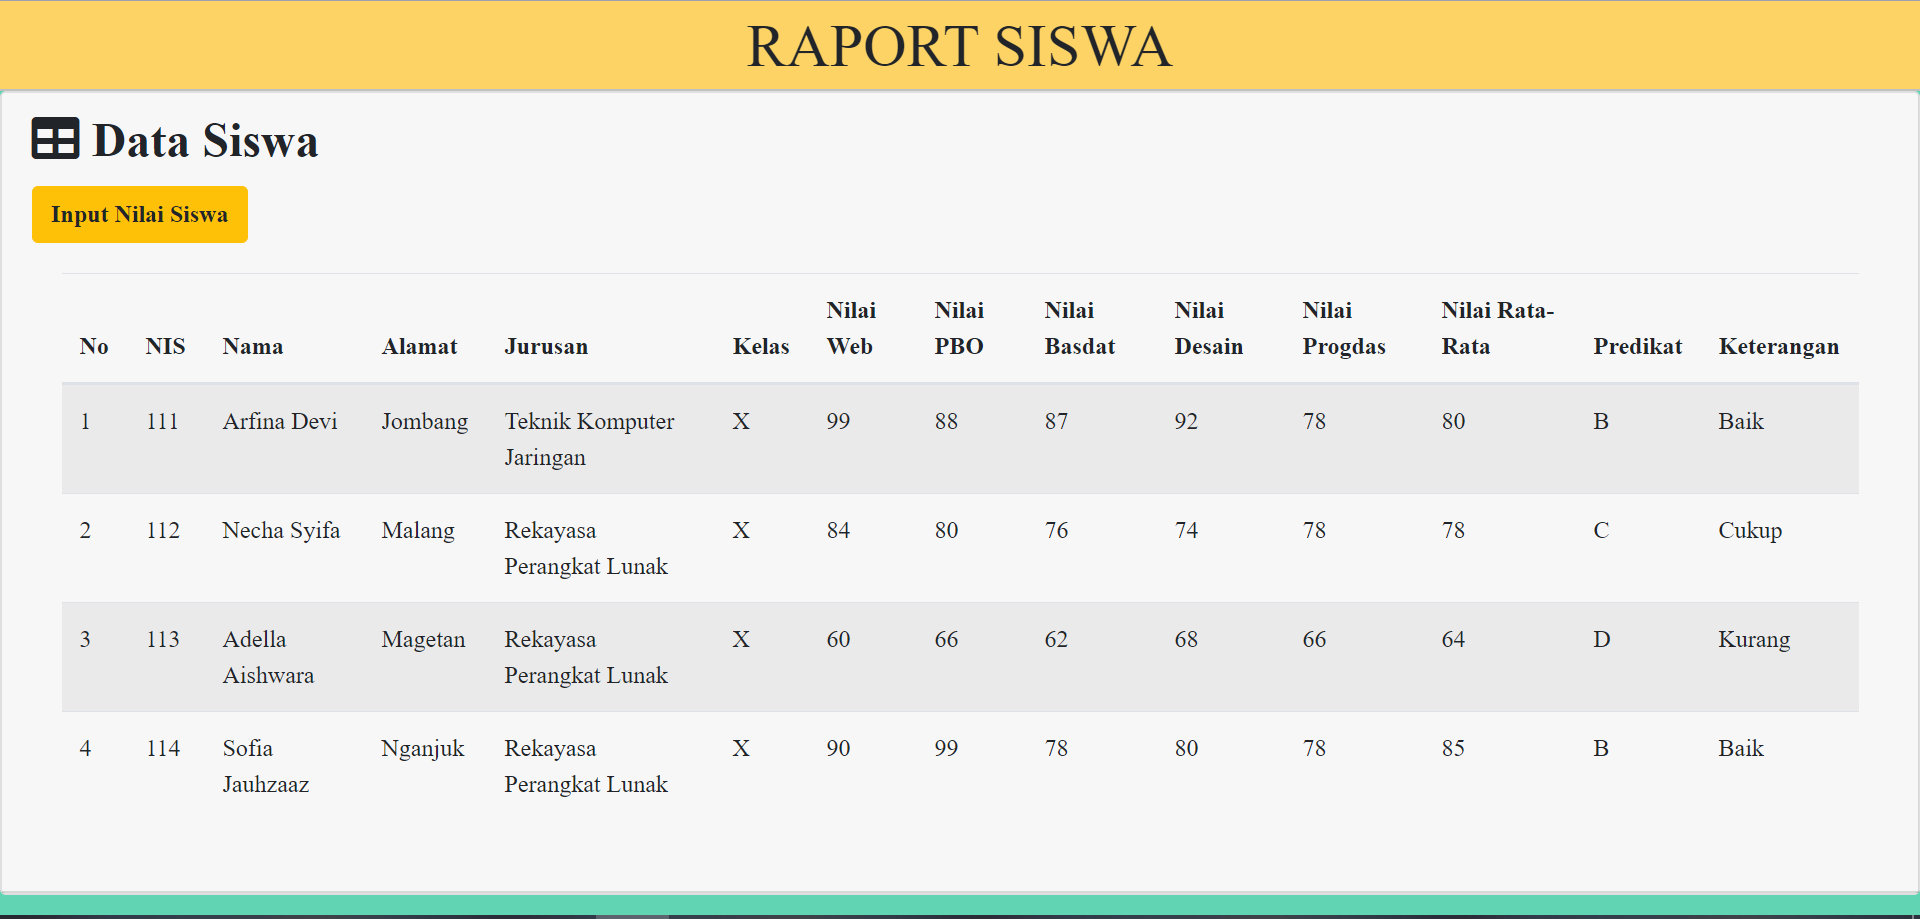 RAPORT SISWA
Data Siswa
Input Nilai Siswa
No NIS Nama Alamat Jurusan Kelas Nilai Web Nilai PBO Nilai Basdat Nilai Desain Nilai Progdas Nilai Rata-Rata Predikat Keterangan
1 111 Arfina Devi Jombang Teknik Komputer Jaringan X 99 88 87 92 78 80 B Baik
2 112 Necha Syifa Malang Rekayasa Perangkat Lunak X 84 80 76 74 78 78 C Cukup
3 113 Adella Aishwara Magetan Rekayasa Perangkat Lunak X 60 66 62 68 66 64 D Kurang
4 114 Sofia Jauhzaaz Nganjuk Rekayasa Perangkat Lunak X 90 99 78 80 78 85 B Baik